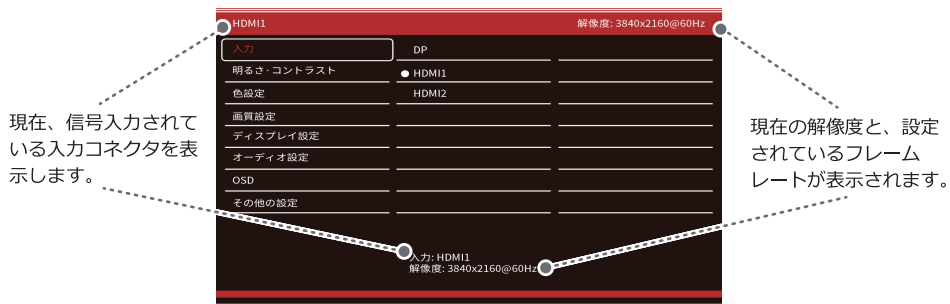 HDMI1
解像度: 3840x2160@60Hz
入力
DP
明るさ·コントラスト
HDMI1
色設定
HDMI2
画質設定
ディスプレイ設定
オーディオ設定
OSD
その他の設定
入力: HDMI1
解像度: 3840x2160@60Hz
現在、信号入力されて
いる入力コネクタを表
示します。
現在の解像度と、設定
されているフレーム
レートが表示されます。